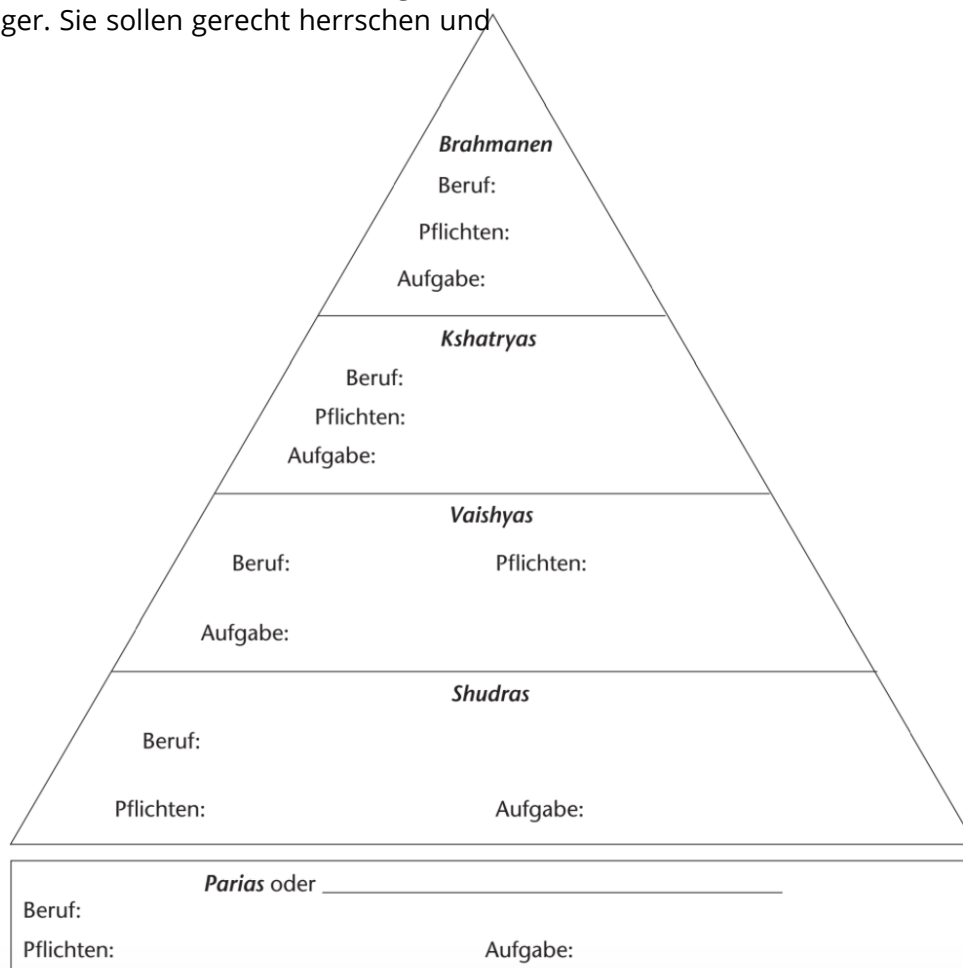 ger. Sie sollen gerecht herrschen und
Brahmanen
Beruf:
Pflichten:
Aufgabe:
Kshatryas
Beruf:
Pflichten:
Aufgabe:
Vaishyas
Beruf: Pflichten:
Aufgabe:
Shudras
Beruf:
Pflichten: Aufgabe:
Parias oder ____________________
Beruf:
Pflichten: Aufgabe: